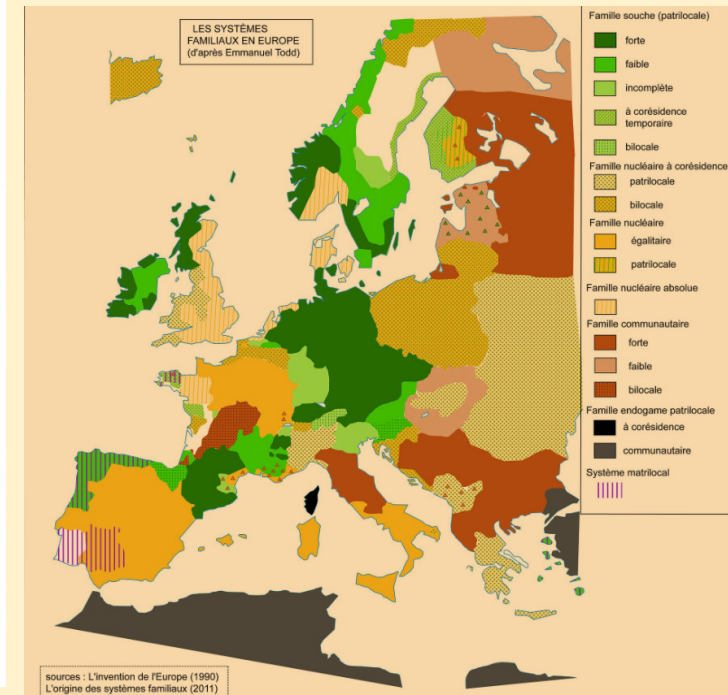 LES SYSTÈMES
FAMILIAUX EN EUROPE
(d'après Emmanuel Todd)
Famille souche (patrilocale)
forte
faible
incomplète
à corésidence
temporaire
bilocale
Famille nucléaire à corésidence
patrilocale
bilocale
Famille nucléaire
égalitaire
patrilocale
Famille nucléaire absolue
Famille communautaire
forte
faible
bilocale
Famille endogame patrilocale
à corésidence
communautaire
Système matrilocal
sources : L'invention de l'Europe (1990)
L'origine des systèmes familiaux (2011)